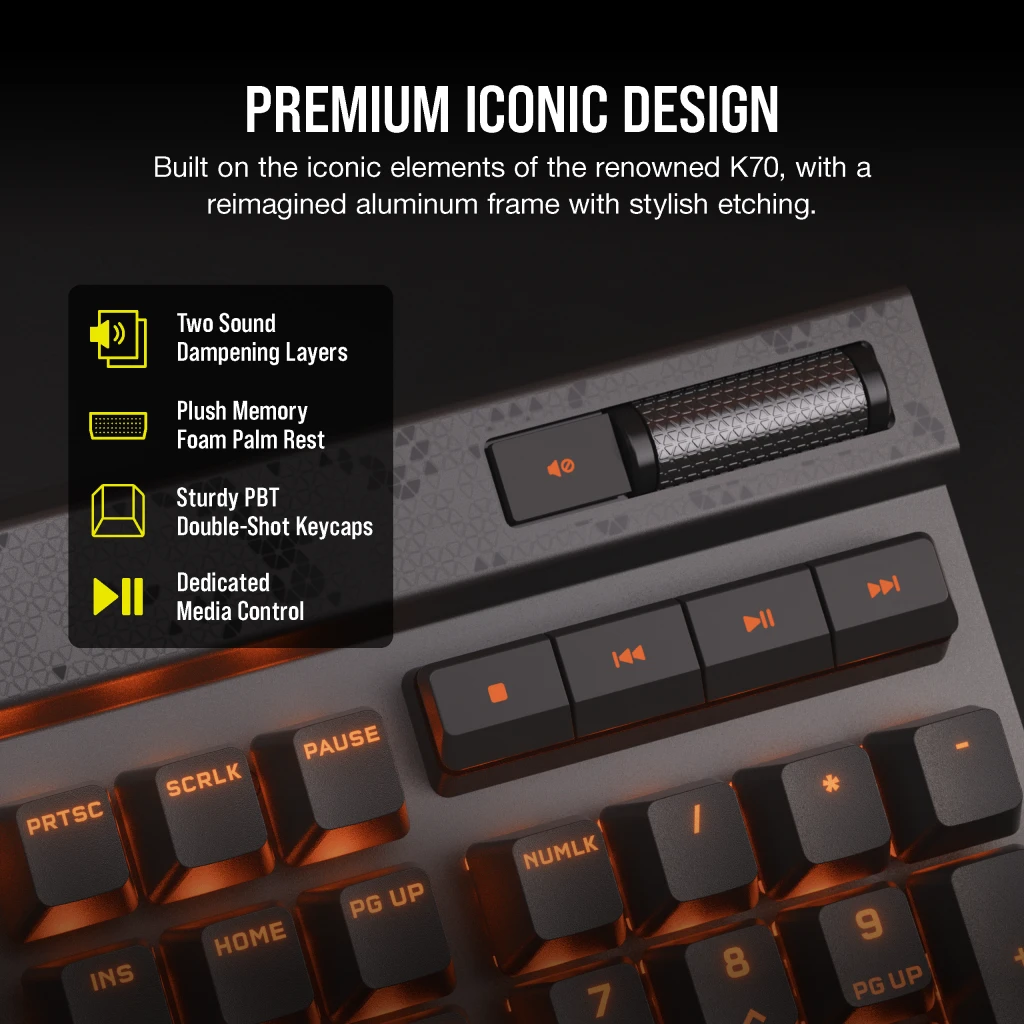 PREMIUM ICONIC DESIGN
Built on the iconic elements of the renowned K70, with a
reimagined aluminum frame with stylish etching.
Two Sound
Dampening Layers
Plush Memory
Foam Palm Rest
Sturdy PBT
Double-Shot Keycaps
Dedicated
Media Control
PRTSC
SCRLK
PAUSE
NUMLK
/
*
-
INS
HOME
PG UP
7
8
9
PG UP
+